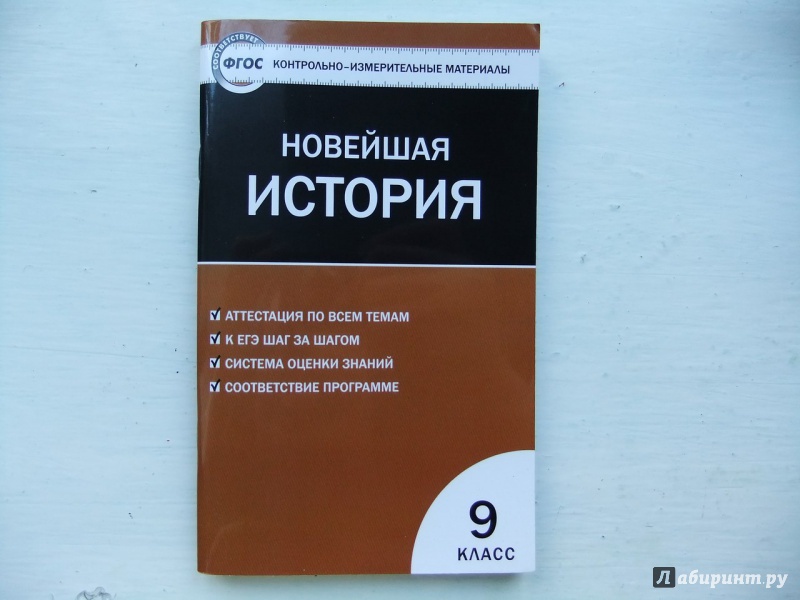 СООТВЕТСТВУЕТ
ФГОС
КОНТРОЛЬНО-ИЗМЕРИТЕЛЬНЫЕ МАТЕРИАЛЫ
НОВЕЙШАЯ
ИСТОРИЯ
АТТЕСТАЦИЯ ПО ВСЕМ ТЕМАМ
К ЕГЭ ШАГ ЗА ШАГОМ
СИСТЕМА ОЦЕНКИ ЗНАНИЙ
СООТВЕТСТВИЕ ПРОГРАММЕ
9
КЛАСС
Лабиринт.ру